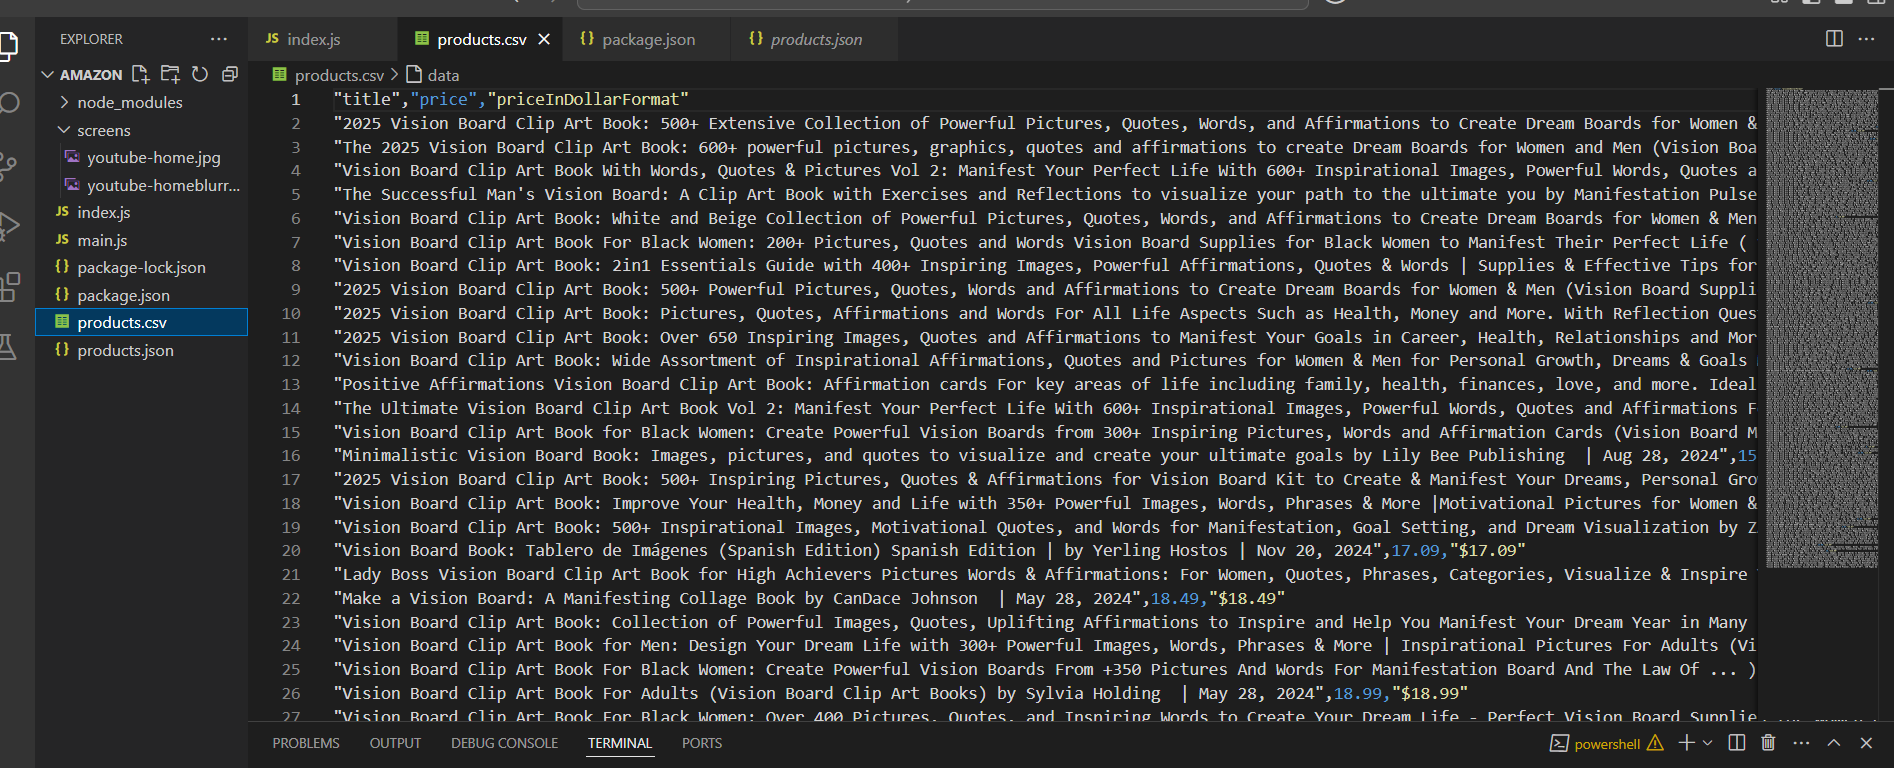 EXPLORER
index.js
products.csv
package.json
products.json
AMAZON
products.csv > data
node_modules
screens
youtube-home.jpg
youtube-homeblurr...
index.js
main.js
package-lock.json
package.json
products.csv
products.json
1 "title","price","priceInDollarFormat"
2 "2025 Vision Board Clip Art Book: 500+ Extensive Collection of Powerful Pictures, Quotes, Words, and Affirmations to Create Dream Boards for Women &
3 "The 2025 Vision Board Clip Art Book: 600+ powerful pictures, graphics, quotes and affirmations to create Dream Boards for Women and Men (Vision Boa
4 "Vision Board Clip Art Book With Words, Quotes & Pictures Vol 2: Manifest Your Perfect Life With 600+ Inspirational Images, Powerful Words, Quotes a
5 "The Successful Man's Vision Board: A Clip Art Book with Exercises and Reflections to visualize your path to the ultimate you by Manifestation Pulse
6 "Vision Board Clip Art Book: White and Beige Collection of Powerful Pictures, Quotes, Words, and Affirmations to Create Dream Boards for Women & Men
7 "Vision Board Clip Art Book For Black Women: 200+ Pictures, Quotes and Words Vision Board Supplies for Black Women to Manifest Their Perfect Life (
8 "Vision Board Clip Art Book: 2in1 Essentials Guide with 400+ Inspiring Images, Powerful Affirmations, Quotes & Words | Supplies & Effective Tips for
9 "2025 Vision Board Clip Art Book: 500+ Powerful Pictures, Quotes, Words and Affirmations to Create Dream Boards for Women & Men (Vision Board Suppli
10 "2025 Vision Board Clip Art Book: Pictures, Quotes, Affirmations and Words For All Life Aspects Such as Health, Money and More. With Reflection Ques
11 "2025 Vision Board Clip Art Book: Over 650 Inspiring Images, Quotes and Affirmations to Manifest Your Goals in Career, Health, Relationships and Mor
12 "Vision Board Clip Art Book: Wide Assortment of Inspirational Affirmations, Quotes and Pictures for Women & Men for Personal Growth, Dreams & Goals
13 "Positive Affirmations Vision Board Clip Art Book: Affirmation cards For key areas of life including family, health, finances, love, and more. Ideal
14 "The Ultimate Vision Board Clip Art Book Vol 2: Manifest Your Perfect Life With 600+ Inspirational Images, Powerful Words, Quotes and Affirmations F
15 "Vision Board Clip Art Book for Black Women: Create Powerful Vision Boards from 300+ Inspiring Pictures, Words and Affirmation Cards (Vision Board M
16 "Minimalistic Vision Board Book: Images, pictures, and quotes to visualize and create your ultimate goals by Lily Bee Publishing  | Aug 28, 2024",15
17 "2025 Vision Board Clip Art Book: 500+ Inspiring Pictures, Quotes & Affirmations for Vision Board Kit to Create & Manifest Your Dreams, Personal Gro
18 "Vision Board Clip Art Book: Improve Your Health, Money and Life with 350+ Powerful Images, Words, Phrases & More |Motivational Pictures for Women &
19 "Vision Board Clip Art Book: 500+ Inspirational Images, Motivational Quotes, and Words for Manifestation, Goal Setting, and Dream Visualization by Z
20 "Vision Board Book: Tablero de Imágenes (Spanish Edition) Spanish Edition | by Yerling Hostos | Nov 20, 2024",17.09,"$17.09"
21 "Lady Boss Vision Board Clip Art Book for High Achievers Pictures Words & Affirmations: For Women, Quotes, Phrases, Categories, Visualize & Inspire
22 "Make a Vision Board: A Manifesting Collage Book by CanDace Johnson  | May 28, 2024",18.49,"$18.49"
23 "Vision Board Clip Art Book: Collection of Powerful Images, Quotes, Uplifting Affirmations to Inspire and Help You Manifest Your Dream Year in Many
24 "Vision Board Clip Art Book for Men: Design Your Dream Life with 300+ Powerful Images, Words, Phrases & More | Inspirational Pictures For Adults (Vi
25 "Vision Board Clip Art Book For Black Women: Create Powerful Vision Boards From +350 Pictures And Words For Manifestation Board And The Law Of ... )
26 "Vision Board Clip Art Book For Adults (Vision Board Clip Art Books) by Sylvia Holding  | May 28, 2024",18.99,"$18.99"
27 "Vision Board Clip Art Book For Black Women: Over 400 Pictures, Quotes, and Inspiring Words to Create Your Dream Life - Perfect Vision Board Supplie
PROBLEMS
OUTPUT
DEBUG CONSOLE
TERMINAL
PORTS
powershell